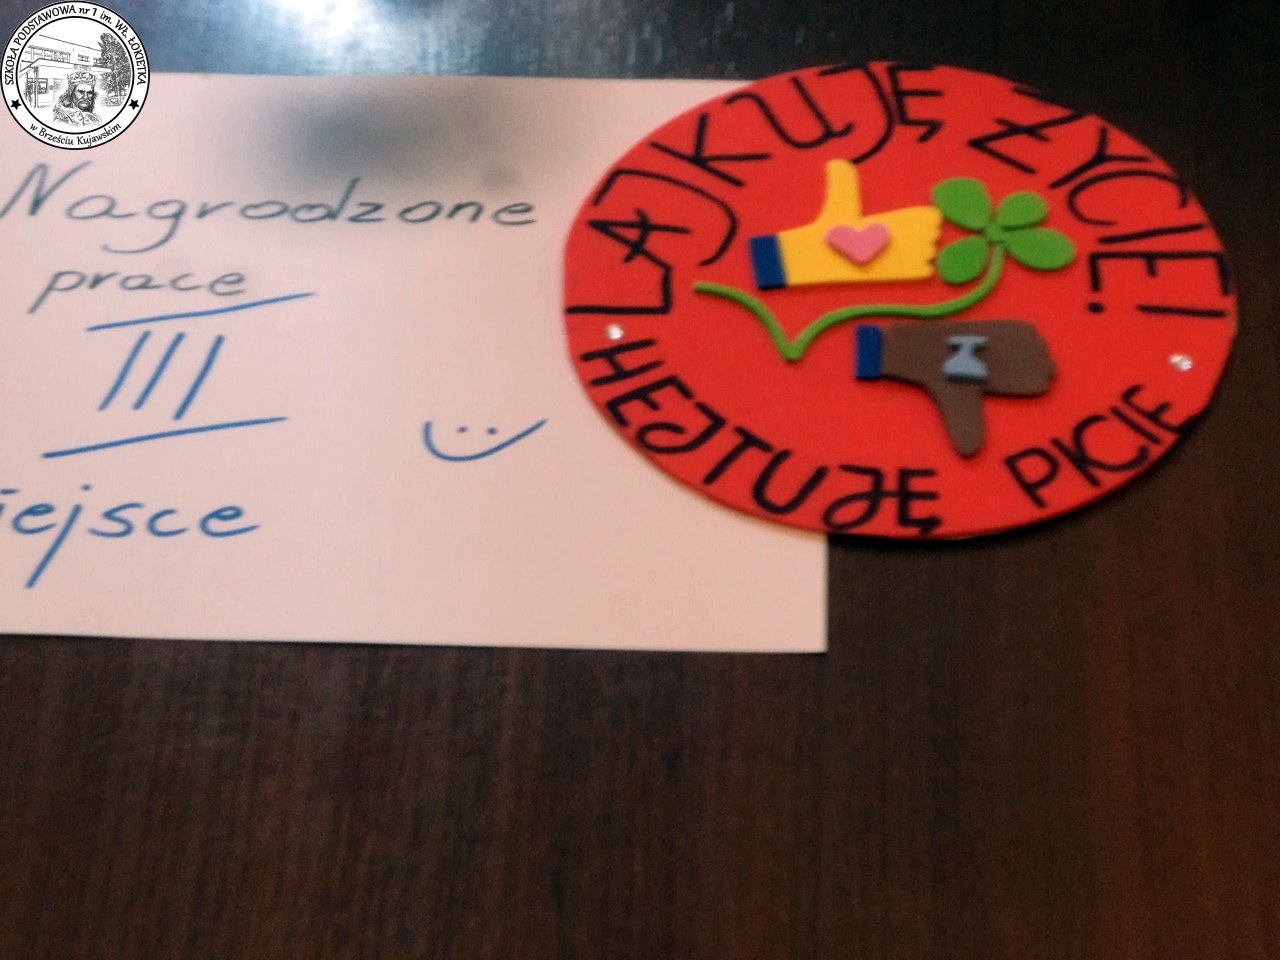 SZKOŁA PODSTAWOWA nr 1 im. WŁ. ŁOKIETKA
w Brześciu Kujawskim
Nagrodzone
prace
III
iejsce
LAJKUJĘ ŻYCIE!
HEJTUJĘ PICIE